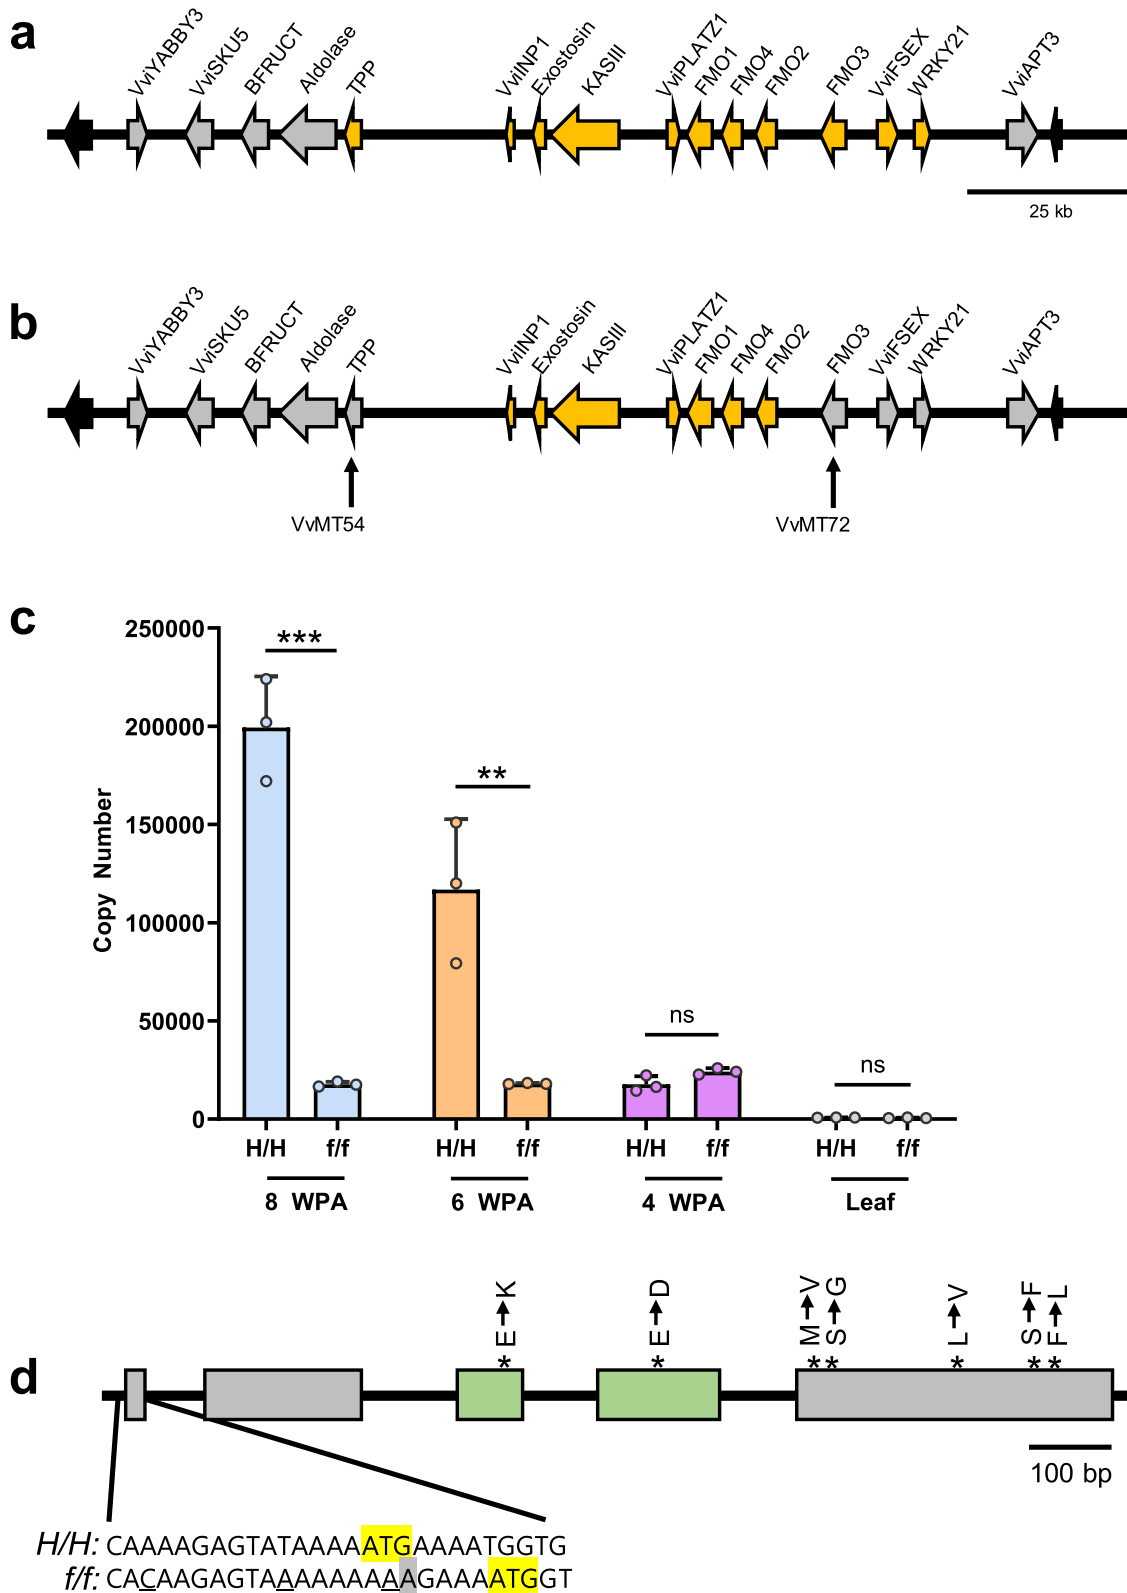 a
VviYABBY3 VviSKU5 BFRUCT Aldolase TPP VviINP1 Exostosin KASIII VviPLATZ1 FMO1 FMO4 FMO2 FMO3 VviFSEX WRKY21 VviAPT3
25 kb
b
VviYABBY3 VviSKU5 BFRUCT Aldolase TPP VviINP1 Exostosin KASIII VviPLATZ1 FMO1 FMO4 FMO2 FMO3 VviFSEX WRKY21 VviAPT3
VvMT54 VvMT72
c
Copy Number
250000
200000
150000
100000
50000
0
***
**
ns
ns
H/H f/f H/H f/f H/H f/f H/H f/f
8 WPA 6 WPA 4 WPA Leaf
d
E→K E→D M→V S→G L→V S→F F→L
* * ** * **
100 bp
H/H: CAAAAGAGTATAAAAATGAAAATGGTG
f/f: CACAAGAGTAAAAAAAAGAAAATGGT